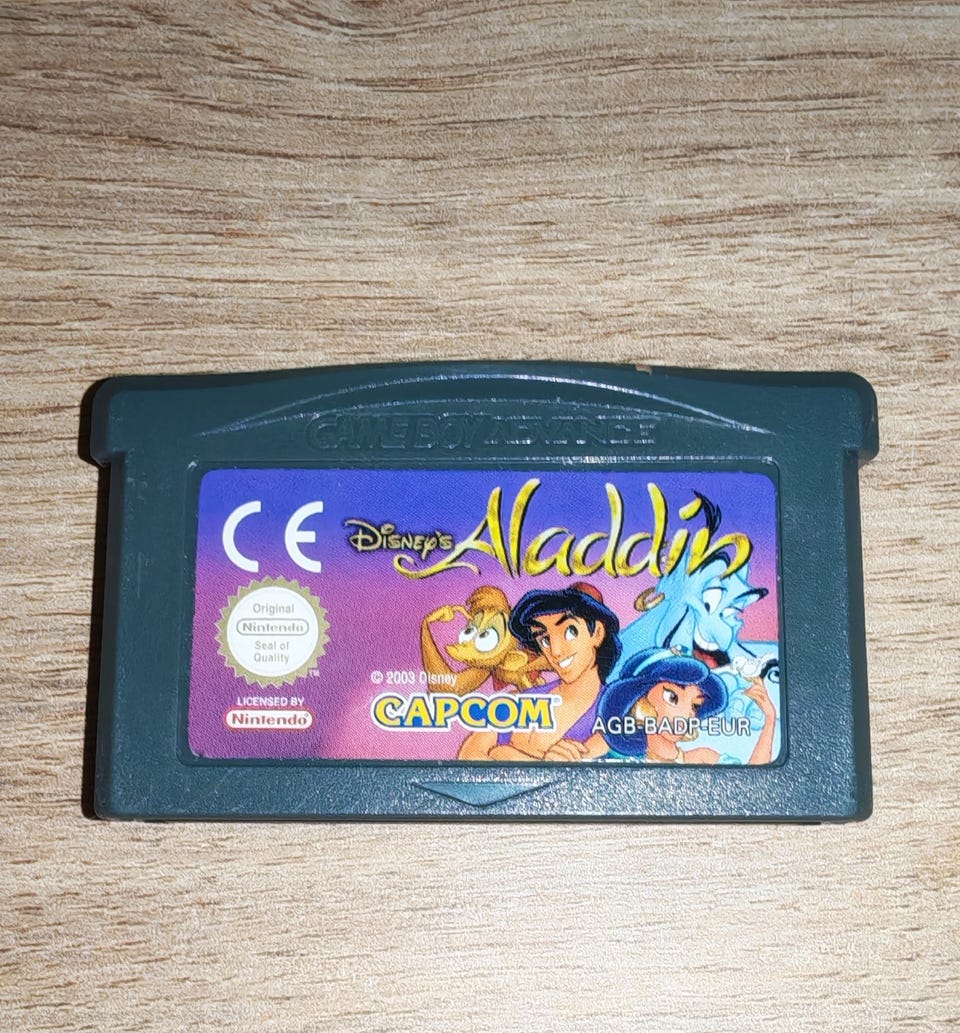 GAME BOY ADVANCE
CE
Disney's Aladdin
Original
Nintendo
Seal of
Quality
TM
© 2003 Disney
LICENSED BY
Nintendo®
CAPCOM®
AGB-BADP-EUR